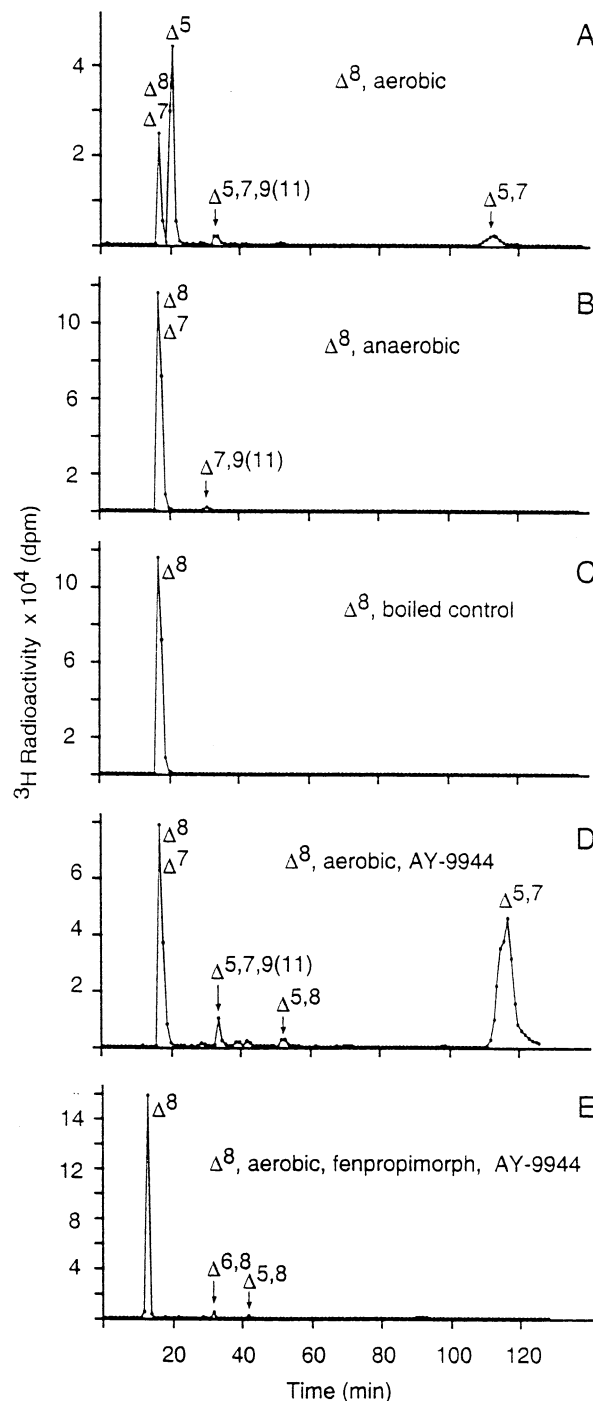 A
Δ5
Δ8
Δ7
Δ8, aerobic
Δ5,7,9(11)
Δ5,7
4
2
B
Δ8
Δ7
Δ8, anaerobic
Δ7,9(11)
10
6
2
C
Δ8
Δ8, boiled control
10
6
2
D
Δ8
Δ7
Δ8, aerobic, AY-9944
Δ5,7
Δ5,7,9(11)
Δ5,8
6
4
2
E
Δ8
Δ8, aerobic, fenpropimorph, AY-9944
Δ6,8
Δ5,8
14
12
8
4
20 40 60 80 100 120
Time (min)
3H Radioactivity x 10^4 (dpm)